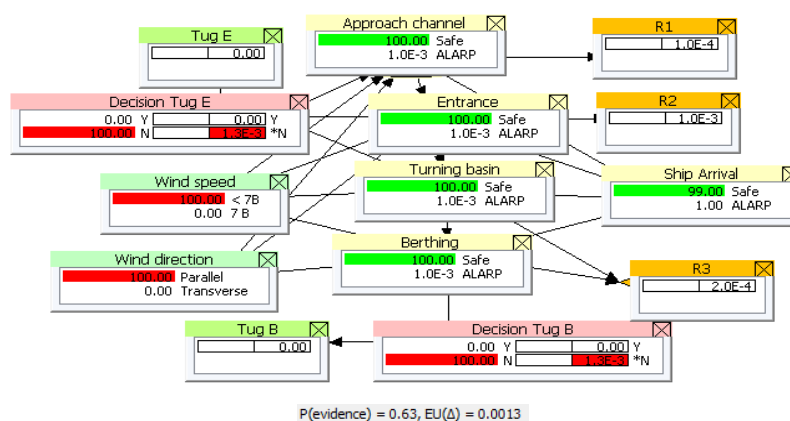 Approach channel
100.00 Safe
1.0E-3 ALARP
Tug E
0.00
R1
1.0E-4
Decision Tug E
0.00 Y 0.00 Y
100.00 N 1.3E-3 *N
Entrance
100.00 Safe
1.0E-3 ALARP
R2
1.0E-3
Wind speed
100.00 < 7B
0.00 7 B
Turning basin
100.00 Safe
1.0E-3 ALARP
Ship Arrival
99.00 Safe
1.00 ALARP
Wind direction
100.00 Parallel
0.00 Transverse
Berthing
100.00 Safe
1.0E-3 ALARP
R3
2.0E-4
Tug B
0.00
Decision Tug B
0.00 Y 0.00 Y
100.00 N 1.3E-3 *N
P(evidence) = 0.63, EU(Δ) = 0.0013